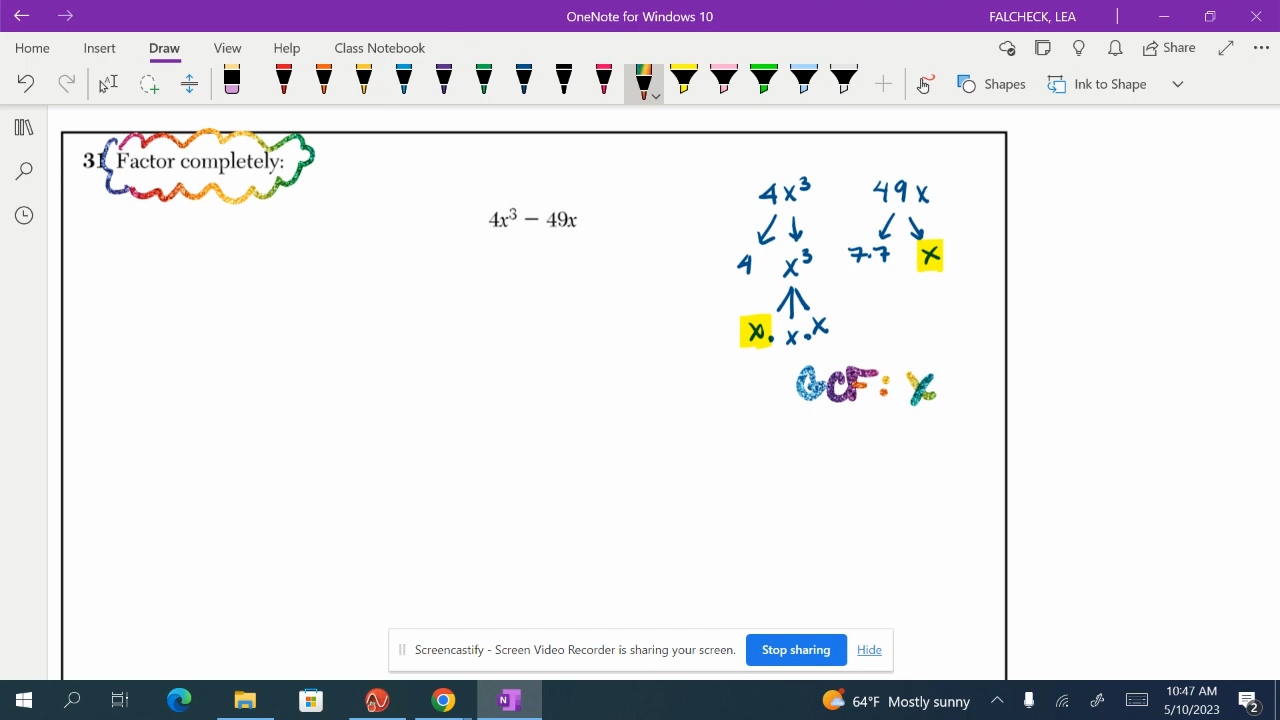 OneNote for Windows 10
FALCHECK, LEA
Home Insert Draw View Help Class Notebook
Share
Shapes
Ink to Shape
31 Factor completely:
4x³ − 49x
4x³ 49x
4 x³ 7.7 x
x. x . x
GCF: x
Screencastify - Screen Video Recorder is sharing your screen.
Stop sharing
Hide
64°F Mostly sunny
10:47 AM
5/10/2023
2